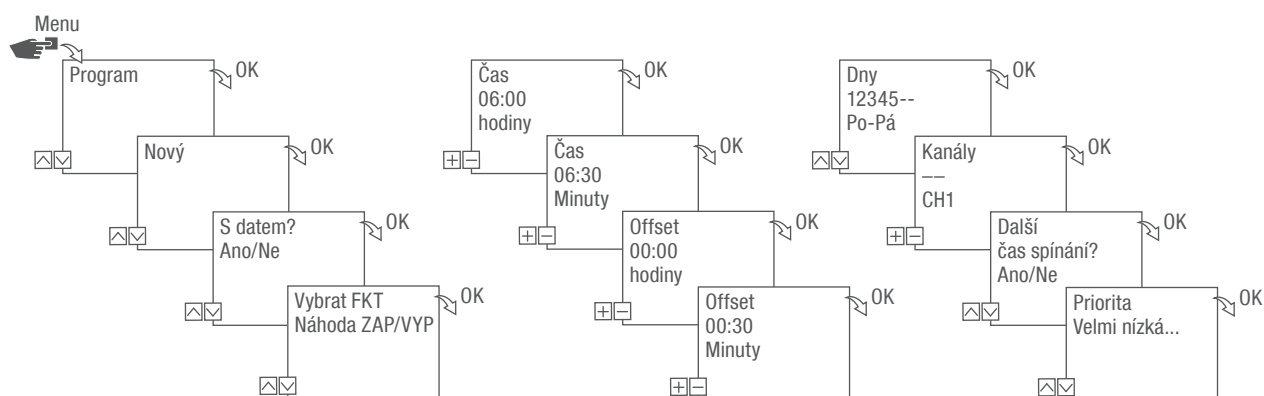 Menu
Program
OK
Nový
OK
S datem?
Ano/Ne
OK
Vybrat FKT
Náhoda ZAP/VYP
OK
Čas
06:00
hodiny
OK
Čas
06:30
Minuty
OK
Offset
00:00
hodiny
OK
Offset
00:30
Minuty
OK
Dny
12345--
Po-Pá
OK
Kanály
——
CH1
OK
Další
čas spínání?
Ano/Ne
OK
Priorita
Velmi nízká...
OK